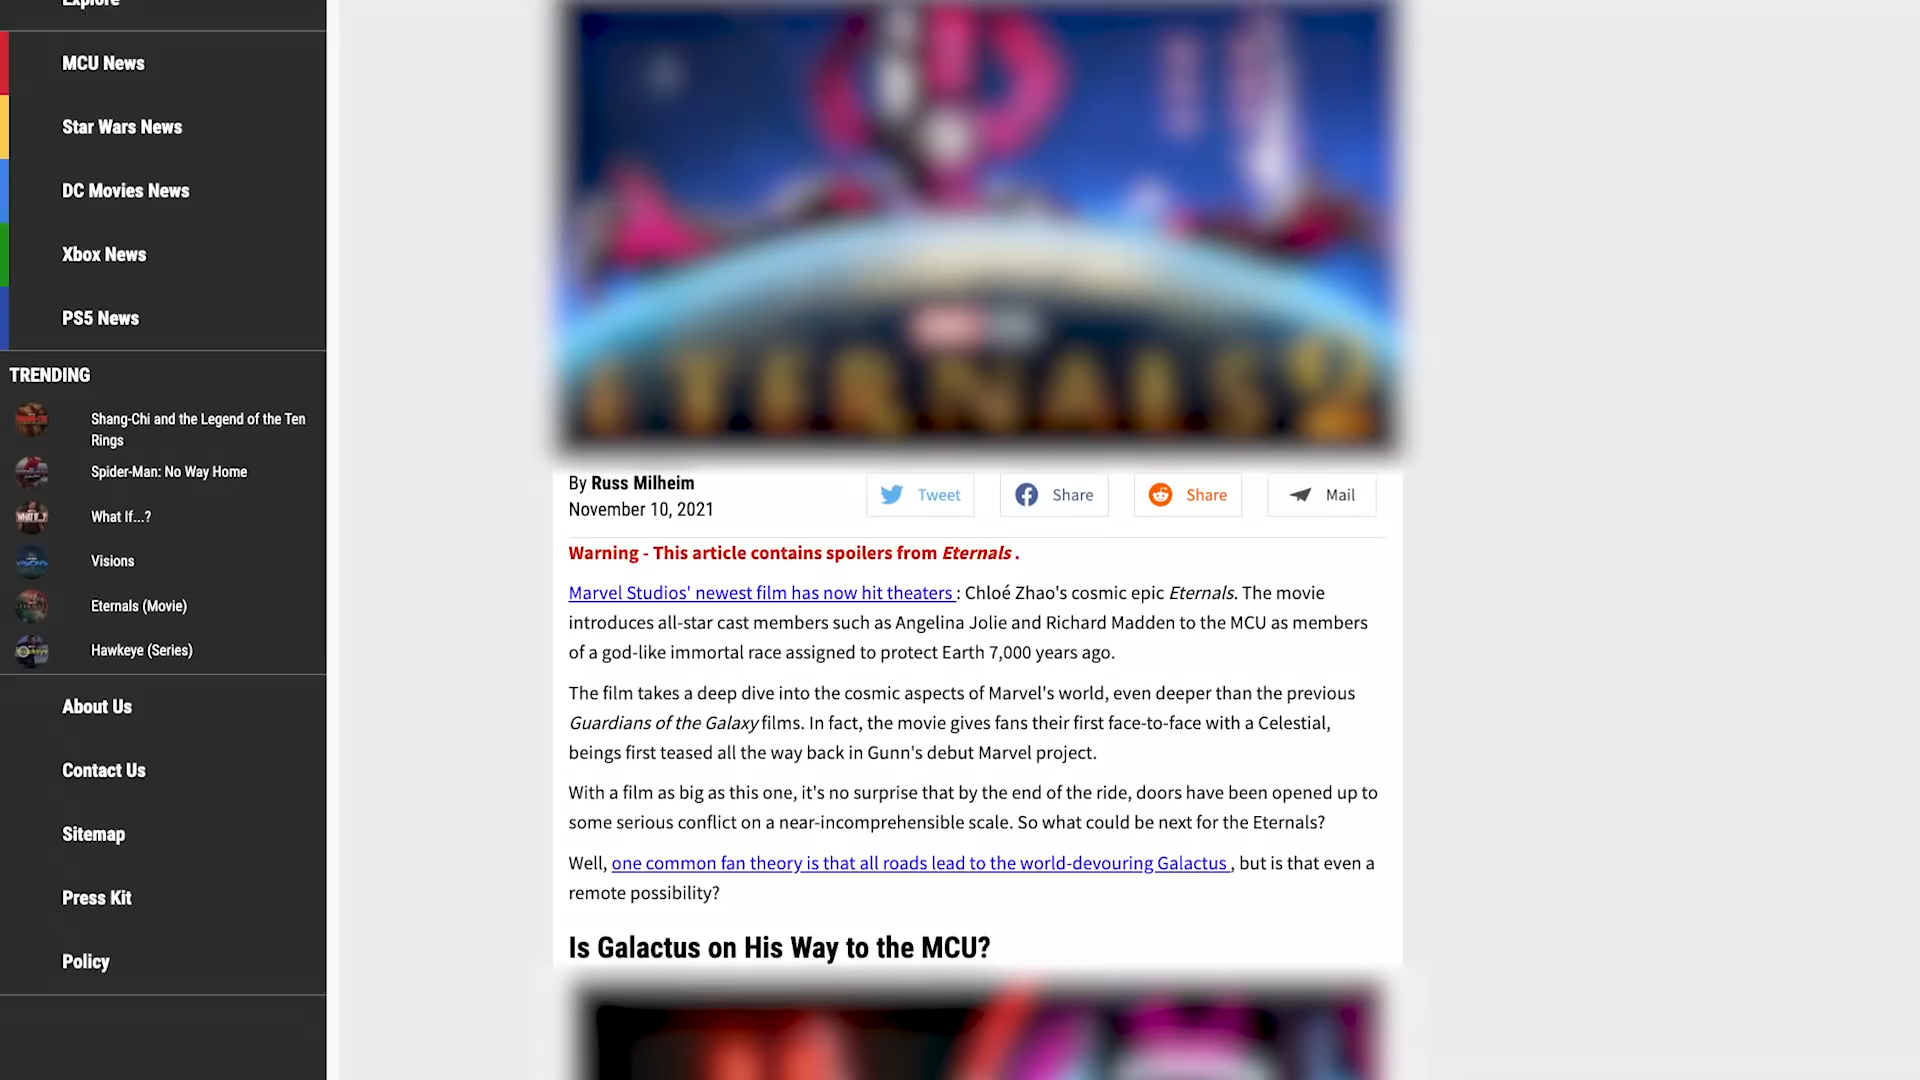 Explore
MCU News
Star Wars News
DC Movies News
Xbox News
PS5 News
TRENDING
Shang-Chi and the Legend of the Ten
Rings
Spider-Man: No Way Home
What If...?
Visions
Eternals (Movie)
Hawkeye (Series)
About Us
Contact Us
Sitemap
Press Kit
Policy
ETERNALS 2
By Russ Milheim
November 10, 2021
Tweet
Share
Share
Mail
Warning - This article contains spoilers from Eternals .
Marvel Studios' newest film has now hit theaters : Chloé Zhao's cosmic epic Eternals. The movie
introduces all-star cast members such as Angelina Jolie and Richard Madden to the MCU as members
of a god-like immortal race assigned to protect Earth 7,000 years ago.
The film takes a deep dive into the cosmic aspects of Marvel's world, even deeper than the previous
Guardians of the Galaxy films. In fact, the movie gives fans their first face-to-face with a Celestial,
beings first teased all the way back in Gunn's debut Marvel project.
With a film as big as this one, it's no surprise that by the end of the ride, doors have been opened up to
some serious conflict on a near-incomprehensible scale. So what could be next for the Eternals?
Well, one common fan theory is that all roads lead to the world-devouring Galactus , but is that even a
remote possibility?
Is Galactus on His Way to the MCU?